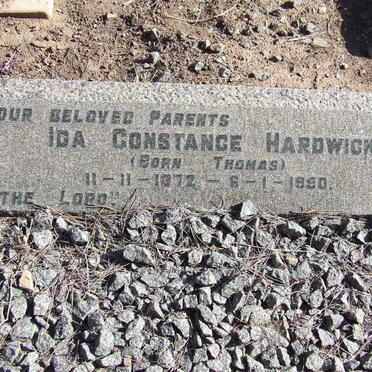 OUR BELOVED PARENTS
IDA CONSTANCE HARDWICK
(BORN THOMAS)
11-11-1872 - 6-1-1950.
THE LORD"